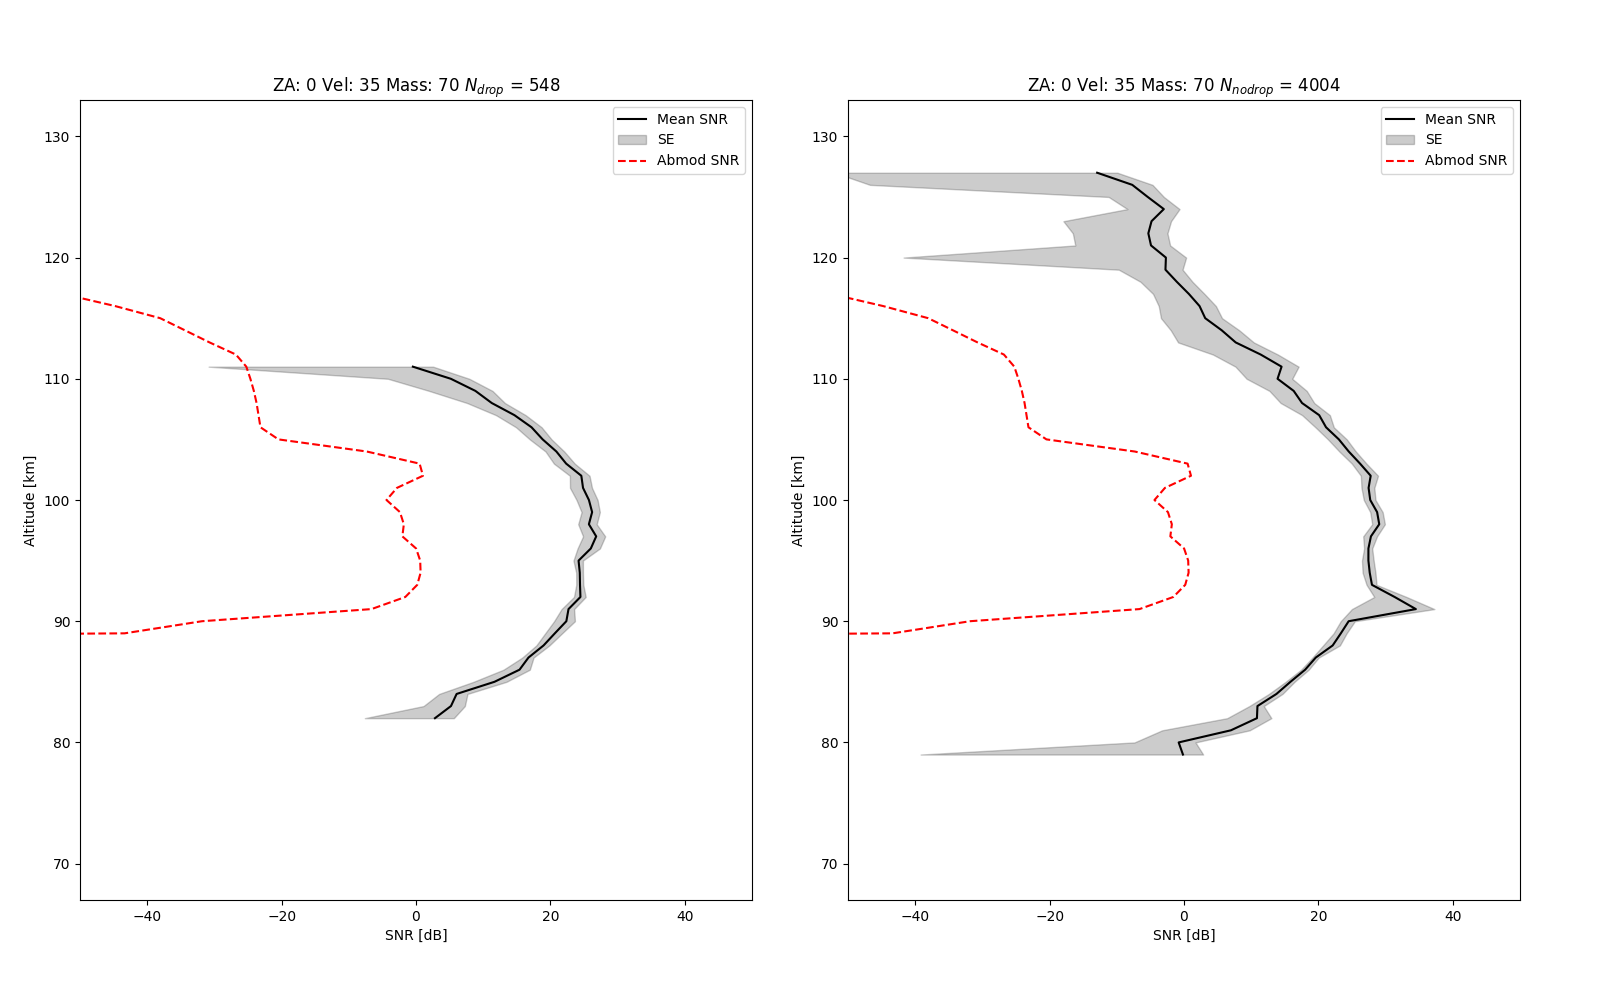 ZA: 0 Vel: 35 Mass: 70 N_drop = 548
Mean SNR
SE
Abmod SNR
130
120
110
100
90
80
70
Altitude [km]
−40 −20 0 20 40
SNR [dB]
ZA: 0 Vel: 35 Mass: 70 N_nodrop = 4004
Mean SNR
SE
Abmod SNR
130
120
110
100
90
80
70
Altitude [km]
−40 −20 0 20 40
SNR [dB]